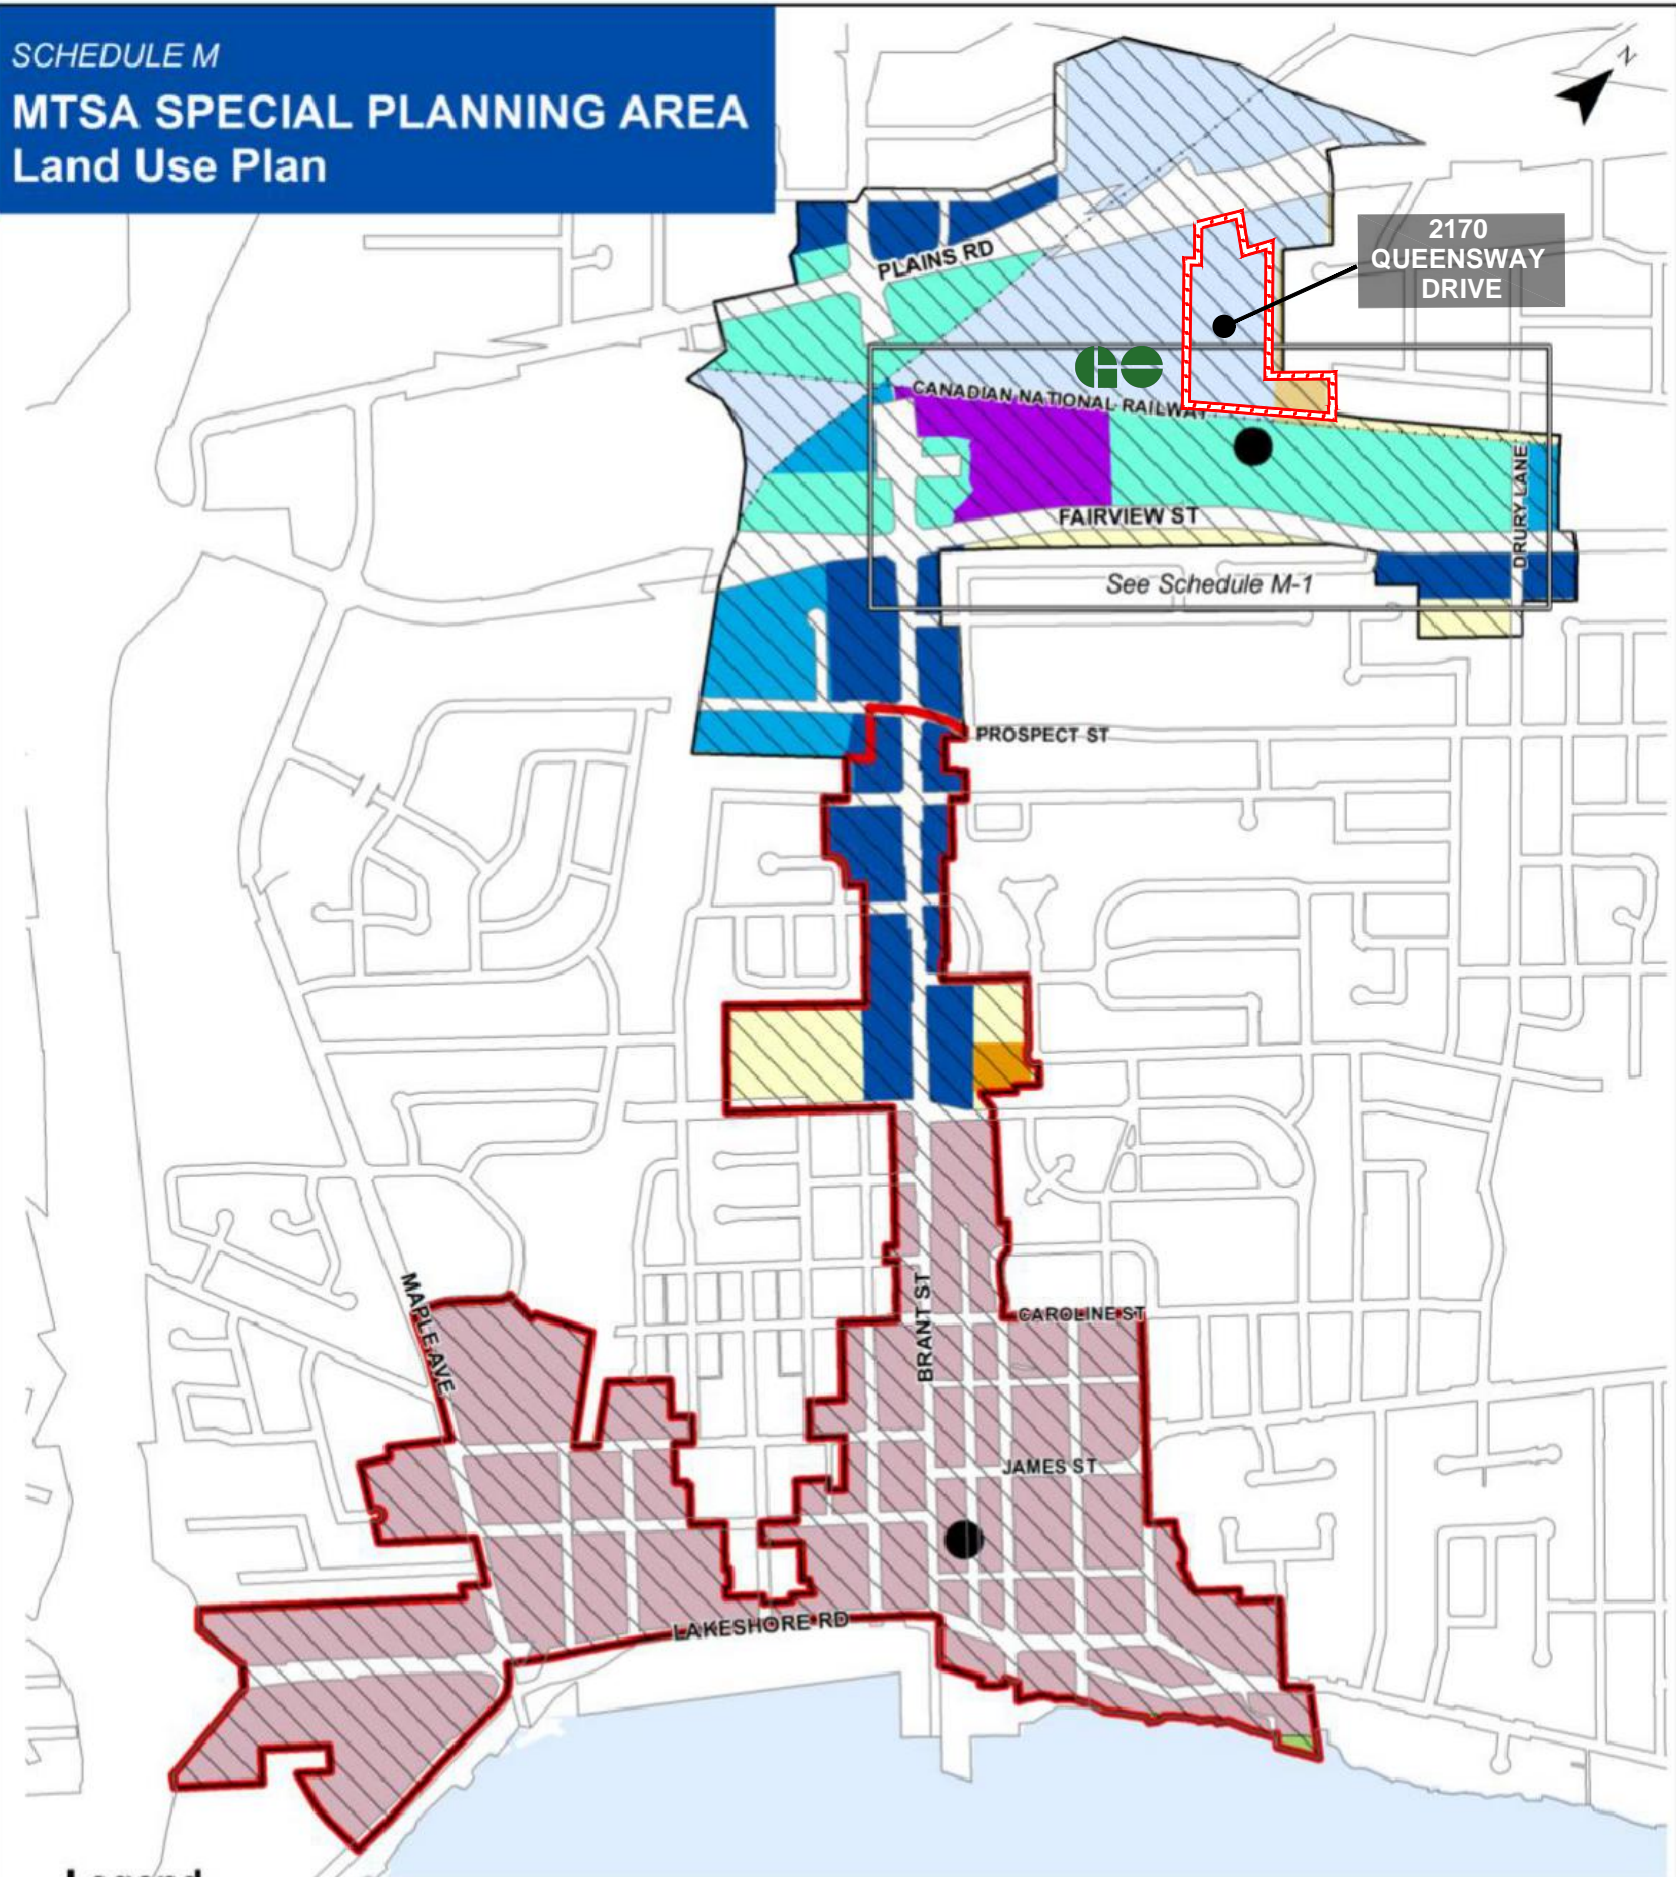 SCHEDULE M
MTSA SPECIAL PLANNING AREA
Land Use Plan
N
2170
QUEENSWAY
DRIVE
PLAINS RD
GO
CANADIAN NATIONAL RAILWAY
FAIRVIEW ST
DRURY LANE
See Schedule M-1
PROSPECT ST
MAPLE AVE
BRANT ST
CAROLINE ST
JAMES ST
LAKESHORE RD